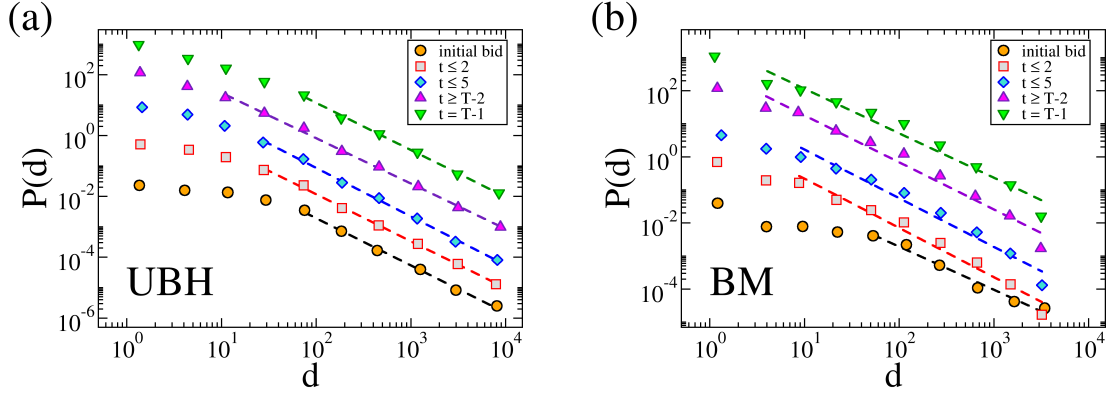 (a)
P(d)
10^2
10^0
10^-2
10^-4
10^-6
initial bid
t ≤ 2
t ≤ 5
t ≥ T-2
t = T-1
UBH
10^0 10^1 10^2 10^3 10^4
d
(b)
P(d)
10^2
10^0
10^-2
10^-4
initial bid
t ≤ 2
t ≤ 5
t ≥ T-2
t = T-1
BM
10^0 10^1 10^2 10^3 10^4
d